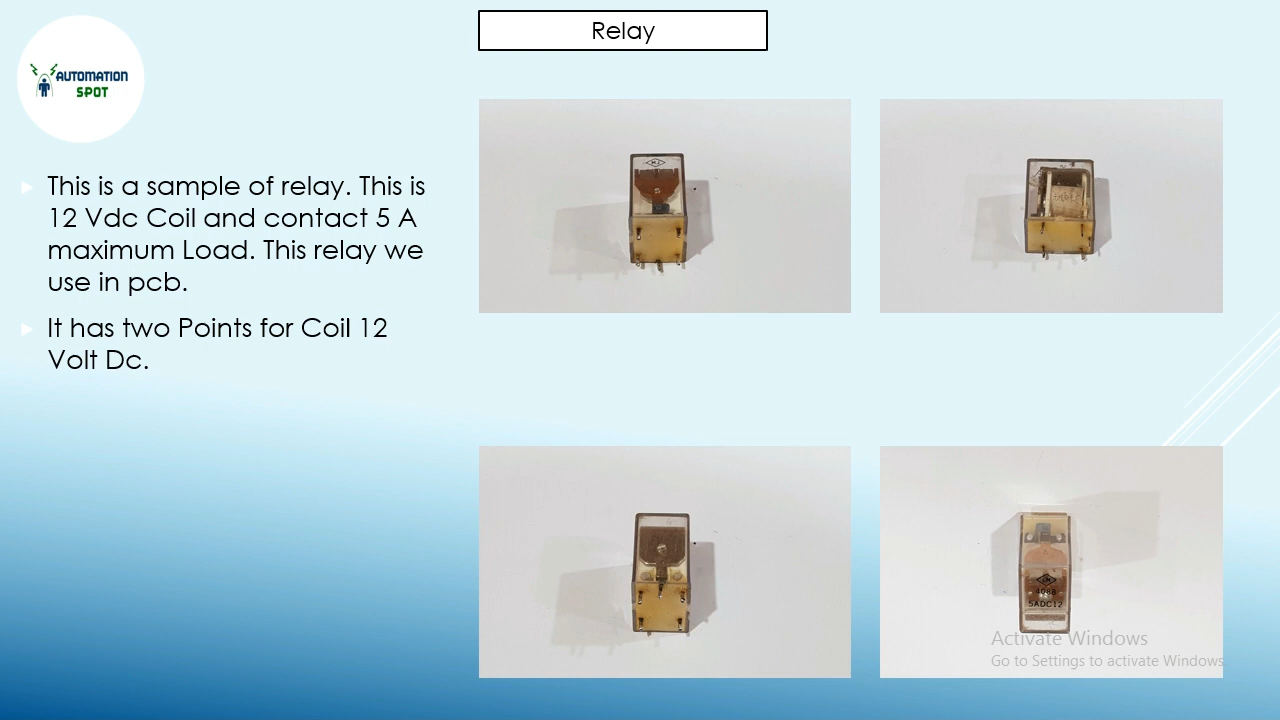 Relay
AUTOMATION
SPOT
This is a sample of relay. This is
12 Vdc Coil and contact 5 A
maximum Load. This relay we
use in pcb.
It has two Points for Coil 12
Volt Dc.
4088
5ADC12
Activate Windows
Go to Settings to activate Windows.